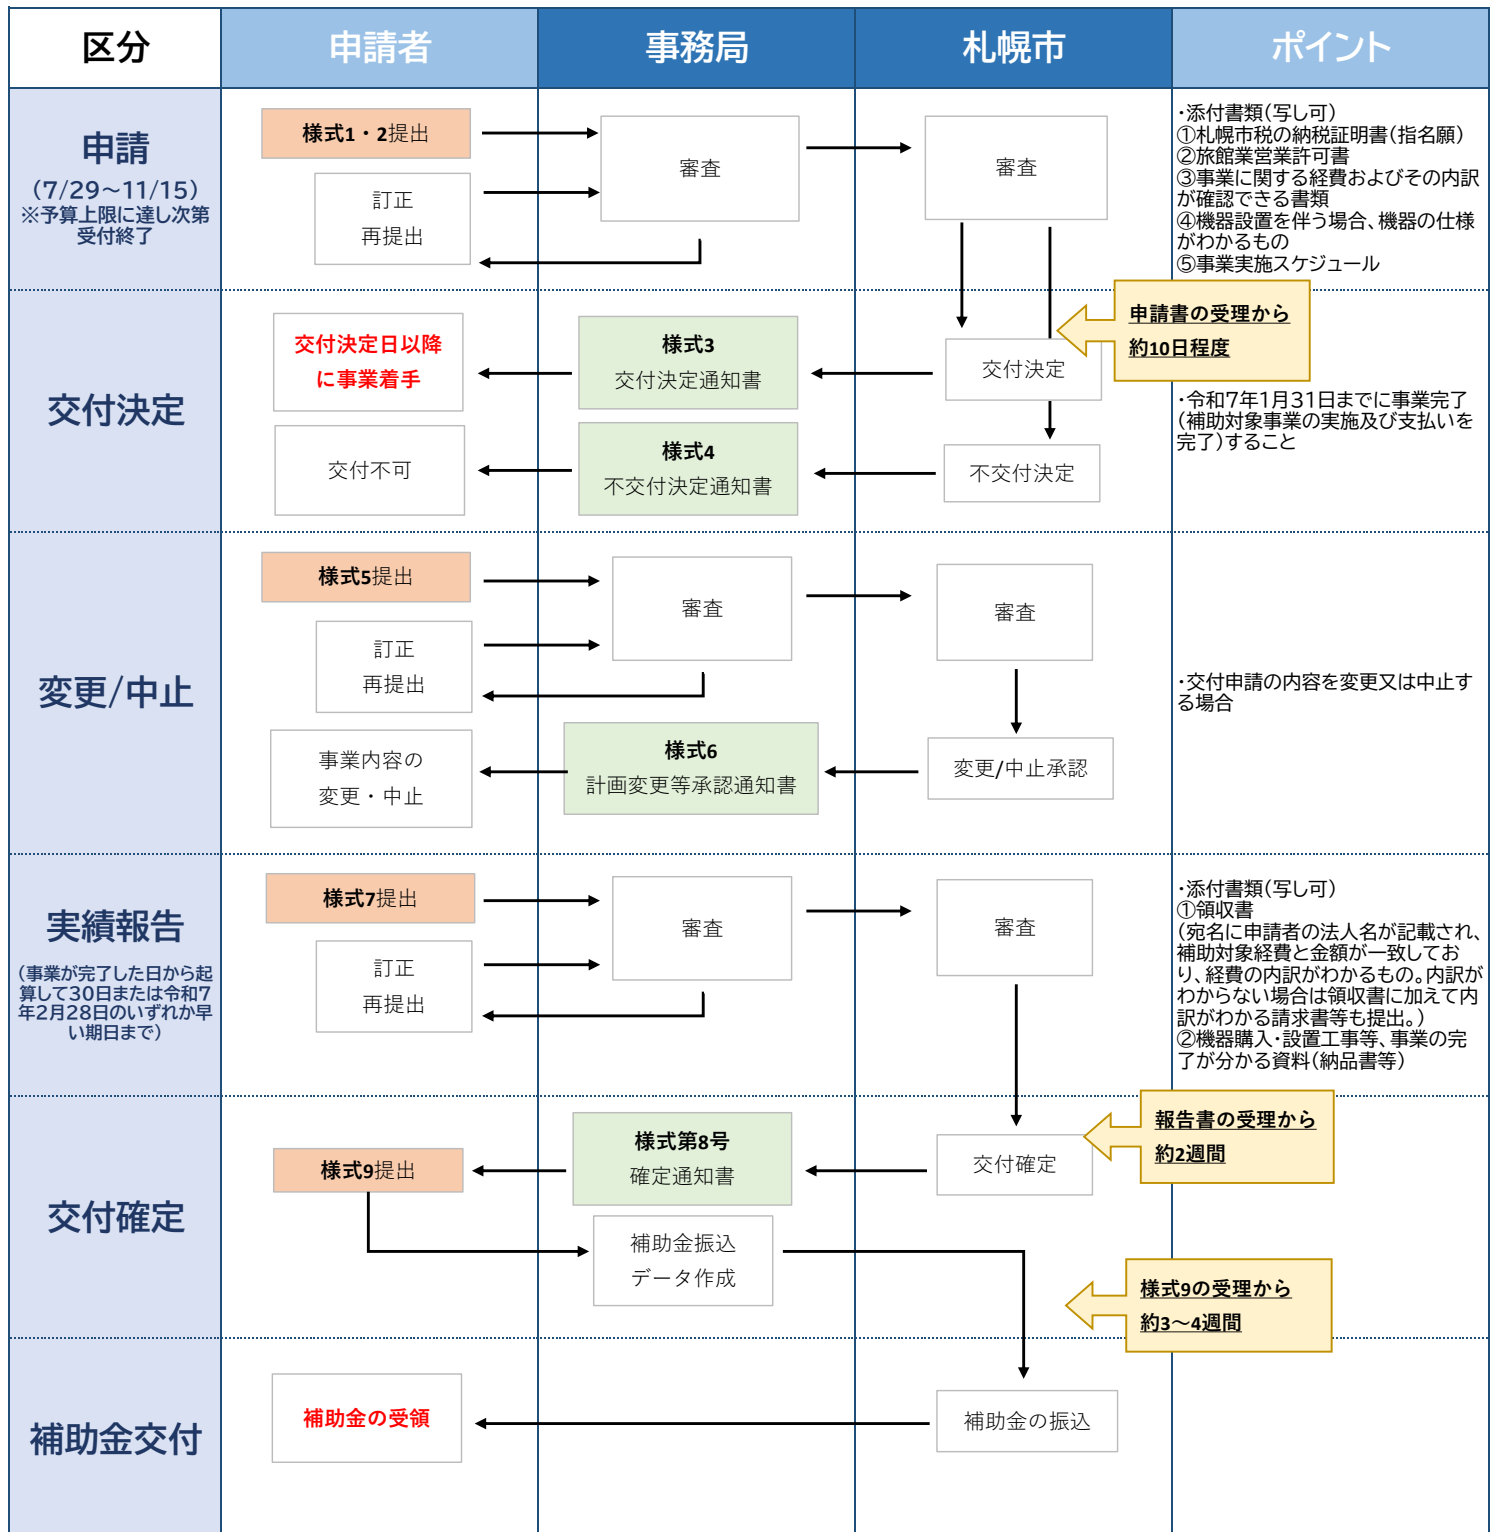 区分
申請者
事務局
札幌市
ポイント
申請
(7/29~11/15)
※予算上限に達し次第
受付終了
様式1・2提出
訂正
再提出
審査
審査
・添付書類(写し可)
①札幌市税の納税証明書(指名願)
②旅館業営業許可書
③事業に関する経費およびその内訳
が確認できる書類
④機器設置を伴う場合、機器の仕様
がわかるもの
⑤事業実施スケジュール
交付決定
交付決定日以降
に事業着手
様式3
交付決定通知書
交付決定
申請書の受理から
約10日程度
交付不可
様式4
不交付決定通知書
不交付決定
・令和7年1月31日までに事業完了
(補助対象事業の実施及び支払いを
完了)すること
変更/中止
様式5提出
訂正
再提出
審査
審査
事業内容の
変更・中止
様式6
計画変更等承認通知書
変更/中止承認
・交付申請の内容を変更又は中止す
る場合
実績報告
(事業が完了した日から起
算して30日または令和7
年2月28日のいずれか早
い期日まで)
様式7提出
訂正
再提出
審査
審査
・添付書類(写し可)
①領収書
(宛名に申請者の法人名が記載され、
補助対象経費と金額が一致してお
り、経費の内訳がわかるもの。内訳が
わからない場合は領収書に加えて内
訳がわかる請求書等も提出。)
②機器購入・設置工事等、事業の完
了が分かる資料(納品書等)
交付確定
様式9提出
様式第8号
確定通知書
交付確定
報告書の受理から
約2週間
補助金振込
データ作成
様式9の受理から
約3~4週間
補助金交付
補助金の受領
補助金の振込